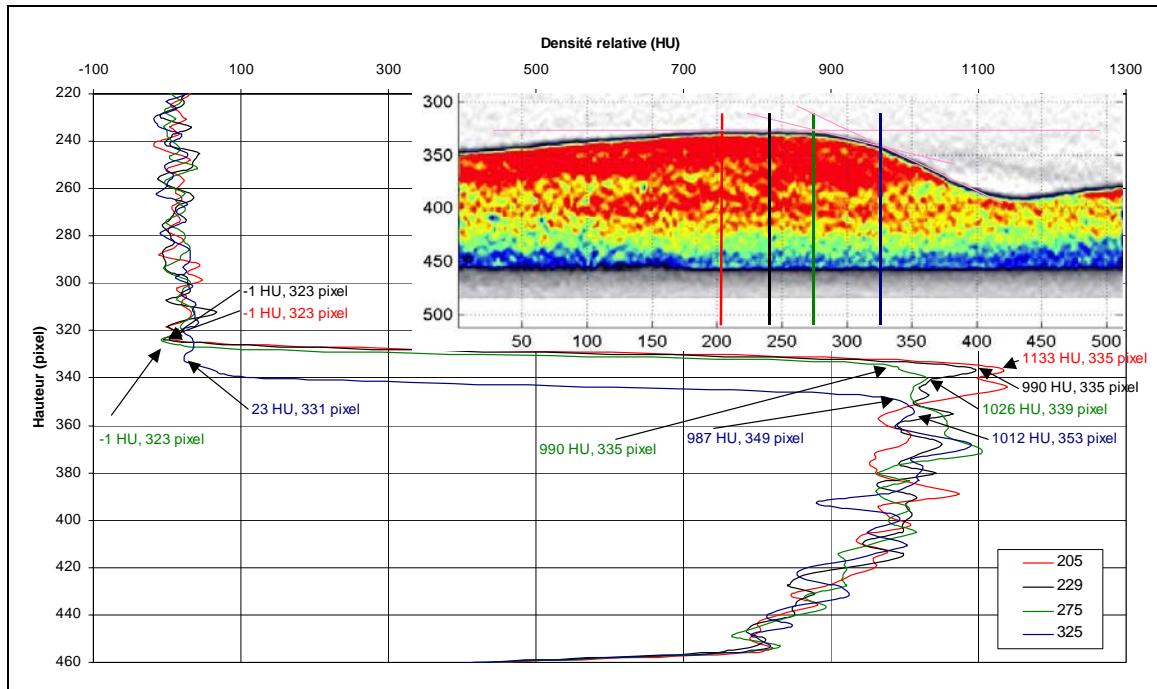 Densité relative (HU)
-100 100 300 500 700 900 1100 1300
Hauteur (pixel)
220
240
260
280
300
320
340
360
380
400
420
440
460
300
350
400
450
500
50 100 150 200 250 300 350 400 450 500
-1 HU, 323 pixel
-1 HU, 323 pixel
-1 HU, 323 pixel
23 HU, 331 pixel
990 HU, 335 pixel
987 HU, 349 pixel
1133 HU, 335 pixel
990 HU, 335 pixel
1026 HU, 339 pixel
1012 HU, 353 pixel
205
229
275
325